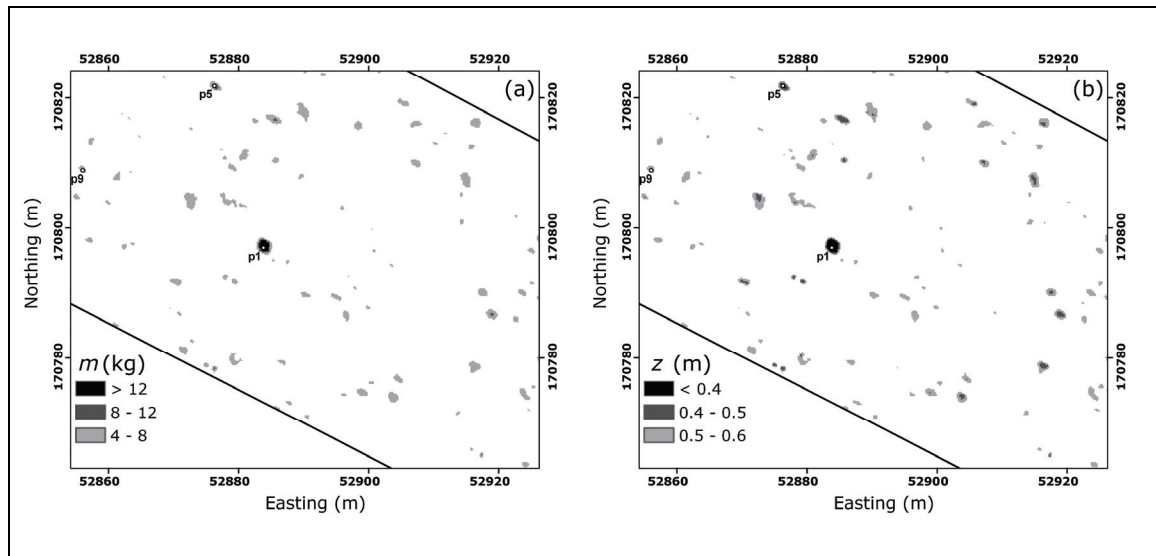 52860 52880 52900 52920
(a)
p5
170820 170820
p9
170800 170800
p1
170780 170780
m (kg)
> 12
8 - 12
4 - 8
Northing (m)
52860 52880 52900 52920
Easting (m)
52860 52880 52900 52920
(b)
p5
170820 170820
p9
170800 170800
p1
170780 170780
z (m)
< 0.4
0.4 - 0.5
0.5 - 0.6
Northing (m)
52860 52880 52900 52920
Easting (m)